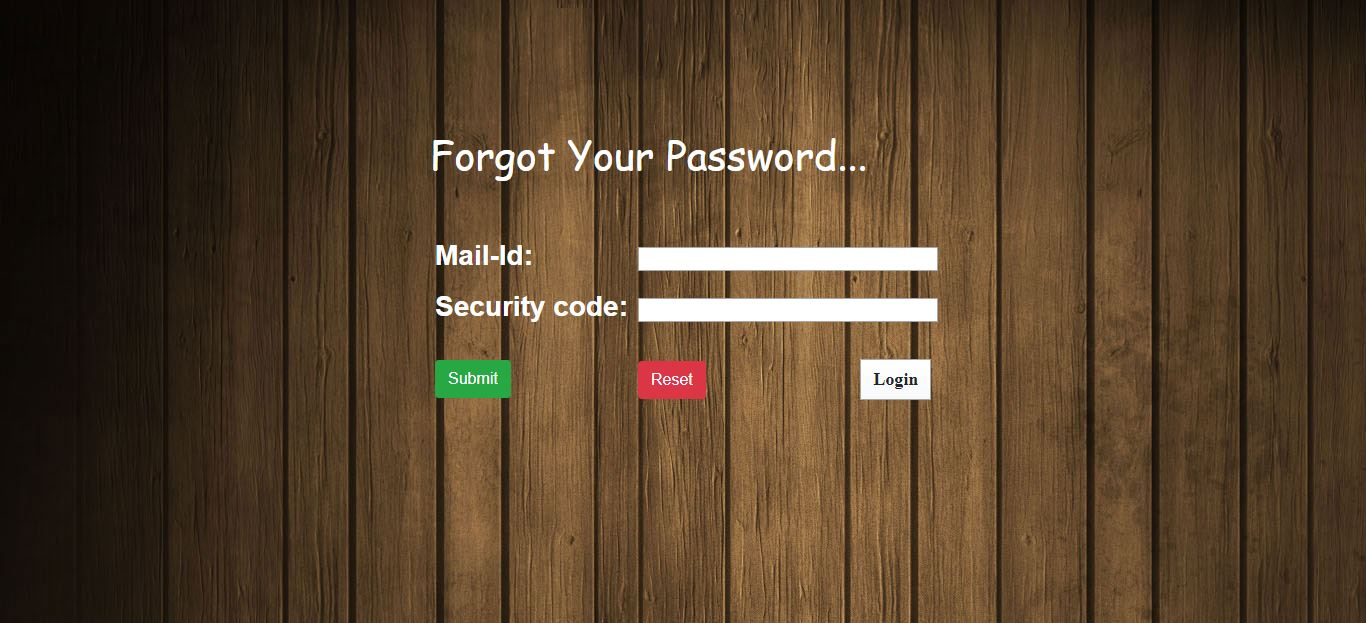 Forgot Your Password...
Mail-Id:
Security code:
Submit Reset Login